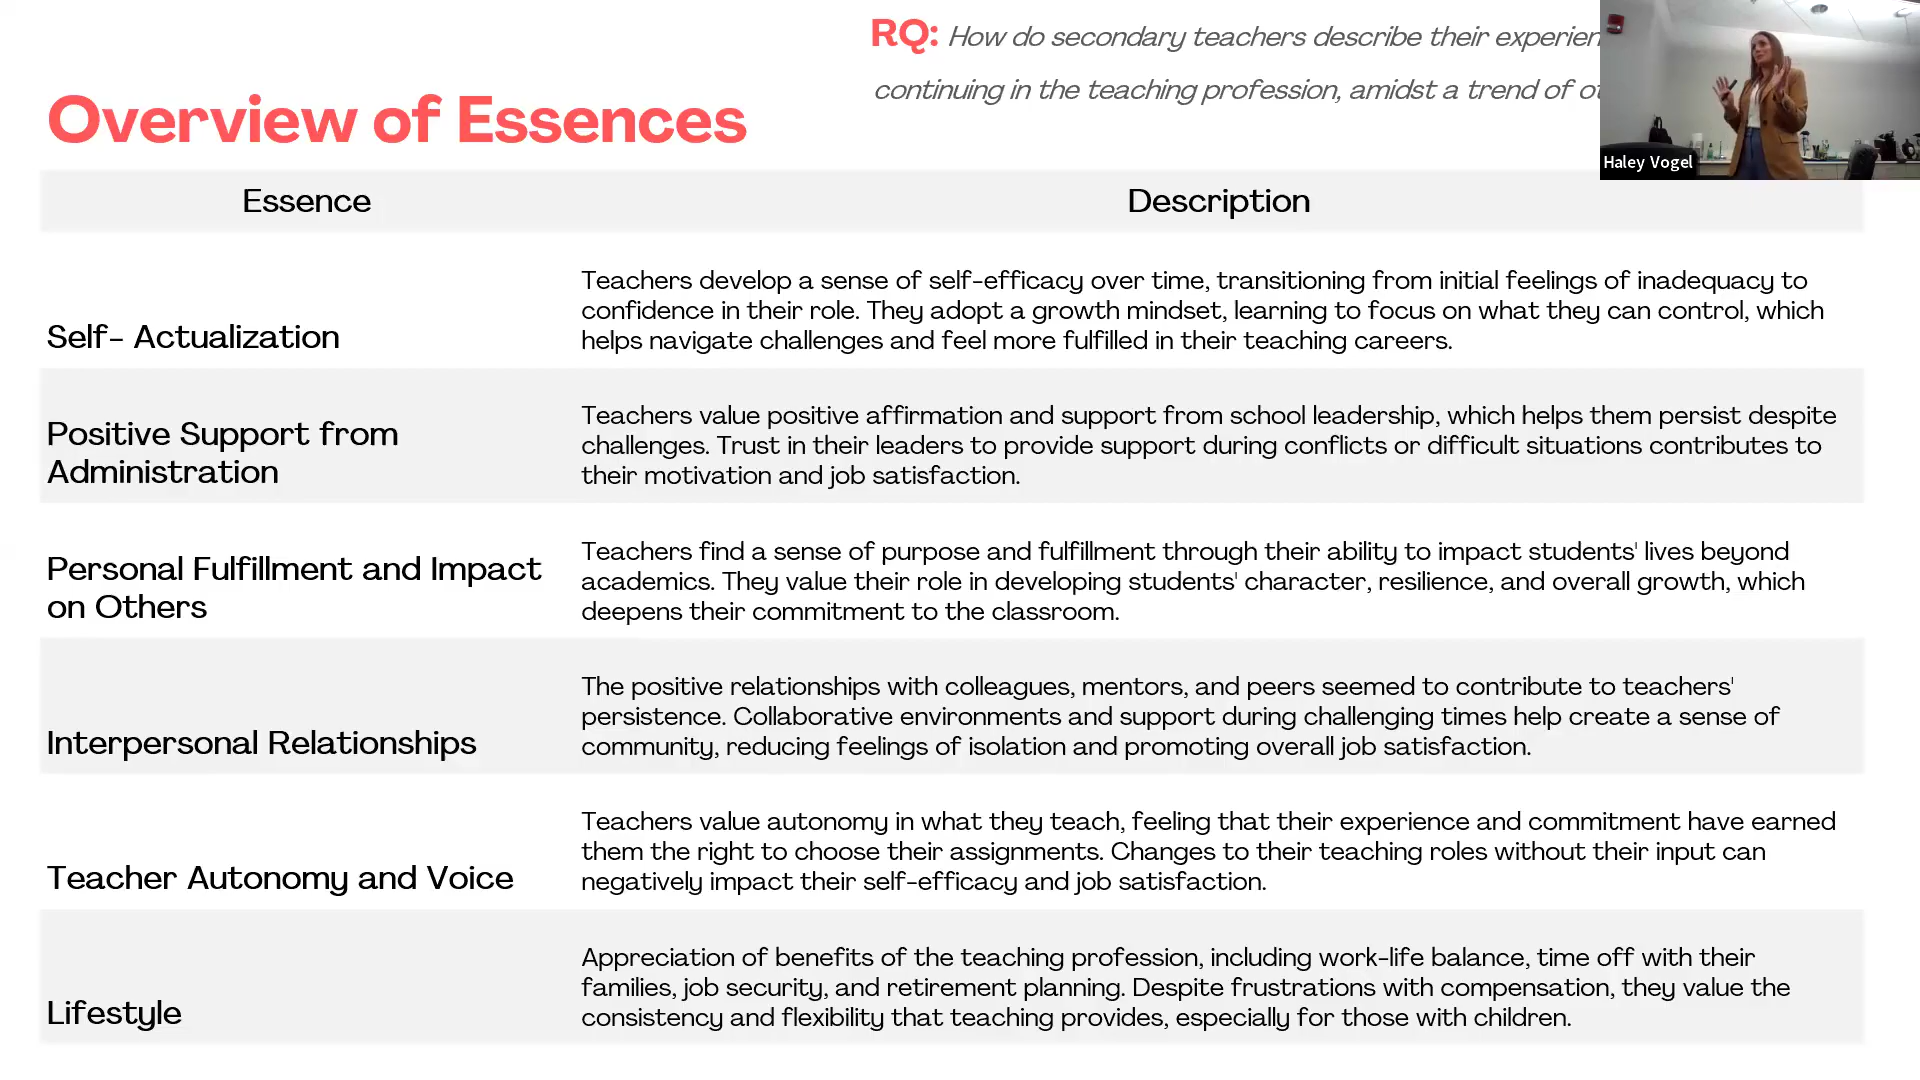 RQ: How do secondary teachers describe their
continuing in the teaching profession, amidst a trend of
Overview of Essences
Haley Vogel
Essence Description
Self- Actualization
Teachers develop a sense of self-efficacy over time, transitioning from initial feelings of inadequacy to
confidence in their role. They adopt a growth mindset, learning to focus on what they can control, which
helps navigate challenges and feel more fulfilled in their teaching careers.
Positive Support from
Administration
Teachers value positive affirmation and support from school leadership, which helps them persist despite
challenges. Trust in their leaders to provide support during conflicts or difficult situations contributes to
their motivation and job satisfaction.
Personal Fulfillment and Impact
on Others
Teachers find a sense of purpose and fulfillment through their ability to impact students' lives beyond
academics. They value their role in developing students' character, resilience, and overall growth, which
deepens their commitment to the classroom.
Interpersonal Relationships
The positive relationships with colleagues, mentors, and peers seemed to contribute to teachers'
persistence. Collaborative environments and support during challenging times help create a sense of
community, reducing feelings of isolation and promoting overall job satisfaction.
Teacher Autonomy and Voice
Teachers value autonomy in what they teach, feeling that their experience and commitment have earned
them the right to choose their assignments. Changes to their teaching roles without their input can
negatively impact their self-efficacy and job satisfaction.
Lifestyle
Appreciation of benefits of the teaching profession, including work-life balance, time off with their
families, job security, and retirement planning. Despite frustrations with compensation, they value the
consistency and flexibility that teaching provides, especially for those with children.